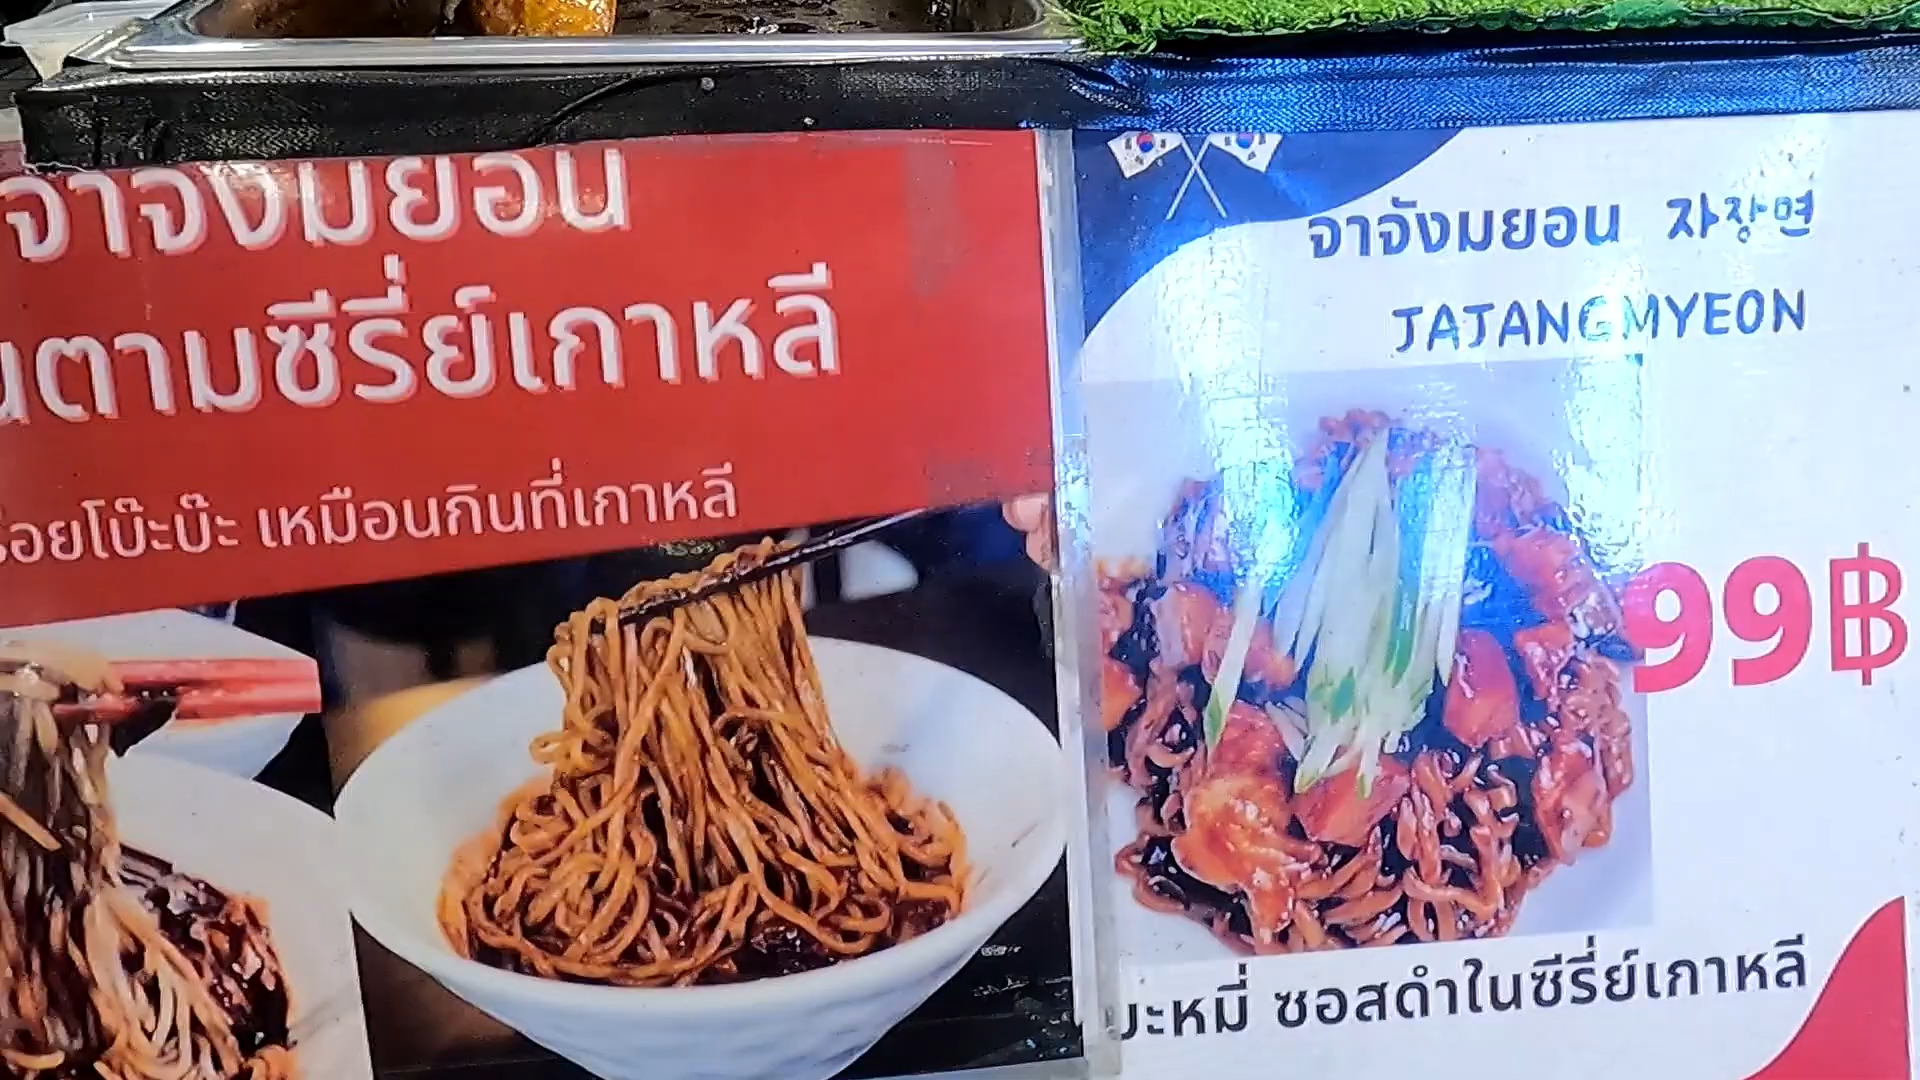 จาจังมยอน
ตามซีรี่ย์เกาหลี
ร่อยโบ๊ะบ๊ะ เหมือนกินที่เกาหลี
จาจังมยอน 자장면
JAJANGMYEON
99฿
บะหมี่ ซอสดำในซีรี่ย์เกาหลี